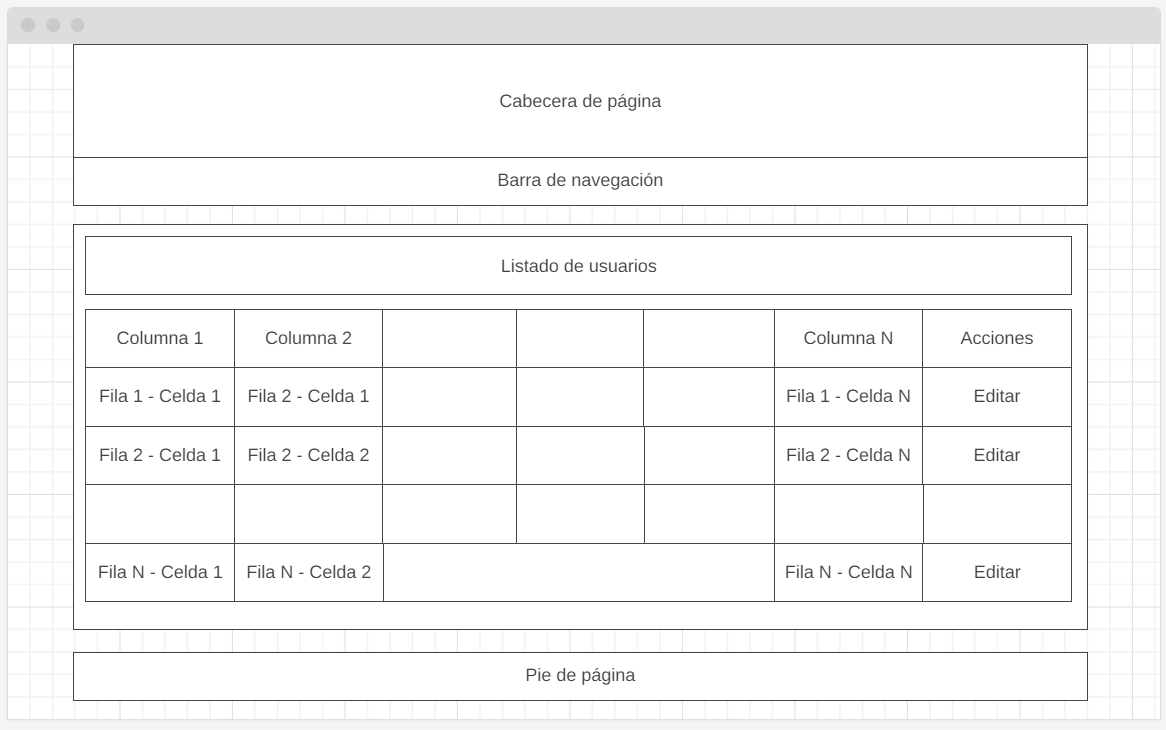 Cabecera de página
Barra de navegación
Listado de usuarios
Columna 1 Columna 2 Columna N Acciones
Fila 1 - Celda 1 Fila 2 - Celda 1 Fila 1 - Celda N Editar
Fila 2 - Celda 1 Fila 2 - Celda 2 Fila 2 - Celda N Editar
Fila N - Celda 1 Fila N - Celda 2 Fila N - Celda N Editar
Pie de página